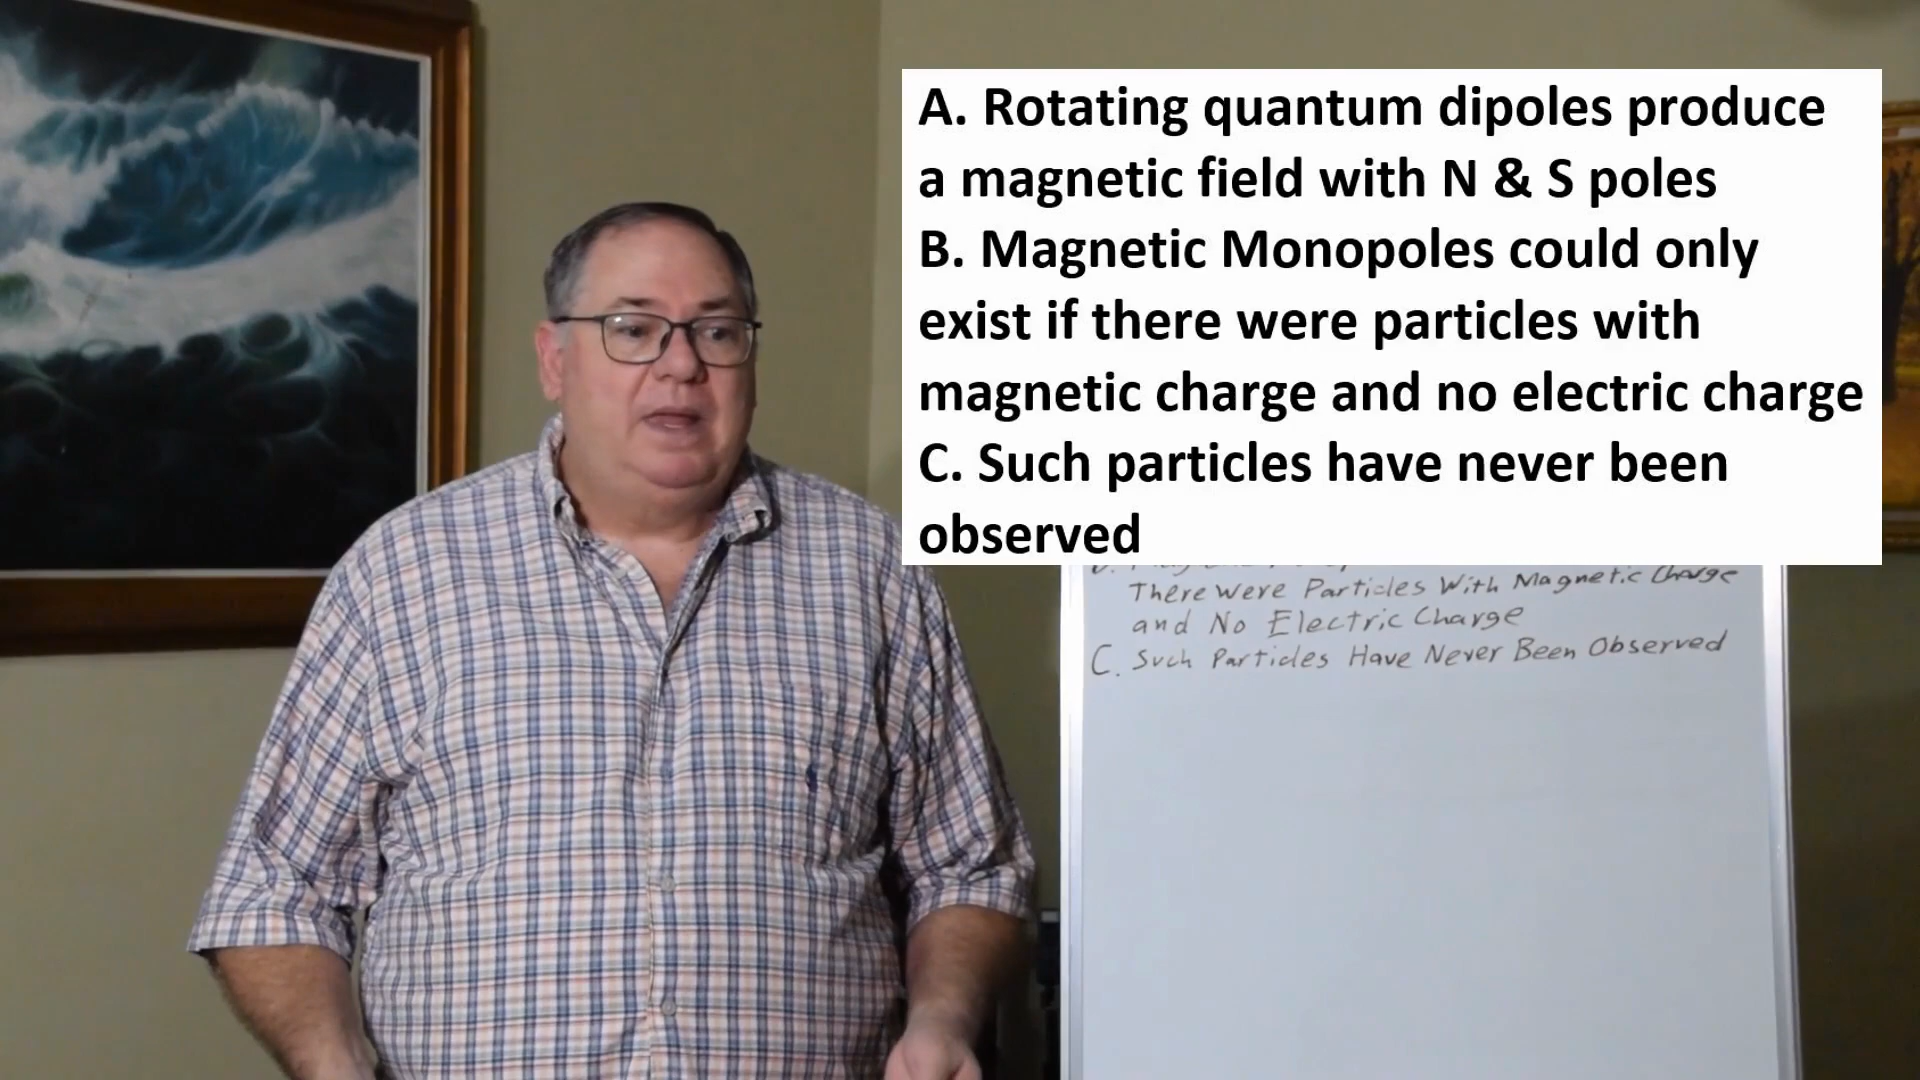 A. Rotating quantum dipoles produce
a magnetic field with N & S poles
B. Magnetic Monopoles could only
exist if there were particles with
magnetic charge and no electric charge
C. Such particles have never been
observed
There Were Particles With Magnetic Charge
and No Electric Charge
C. Such Particles Have Never Been Observed